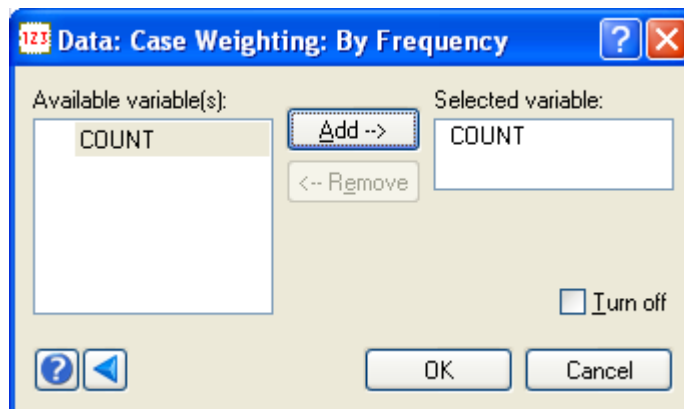 123 Data: Case Weighting: By Frequency ?
Available variable(s):
Selected variable:
COUNT
Add -->
COUNT
<-- Remove
Turn off
?
OK
Cancel